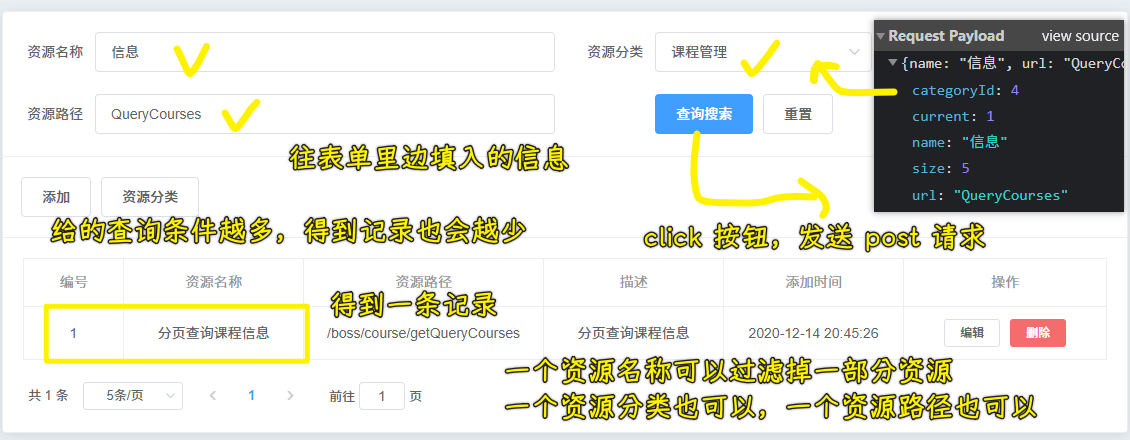 资源名称 信息 资源分类 课程管理
资源路径 QueryCourses 查询搜索 重置
Request Payload view source
{name: "信息", url: "QueryCo
categoryId: 4
current: 1
name: "信息"
size: 5
url: "QueryCourses"
往表单里边填入的信息
添加 资源分类
给的查询条件越多，得到记录也会越少
click 按钮，发送 post 请求
编号 资源名称 资源路径 描述 添加时间 操作
得到一条记录
1 分页查询课程信息 /boss/course/getQueryCourses 分页查询课程信息 2020-12-14 20:45:26 编辑 删除
一个资源名称可以过滤掉一部分资源
共 1 条 5条/页 1 前往 1 页
一个资源分类也可以，一个资源路径也可以